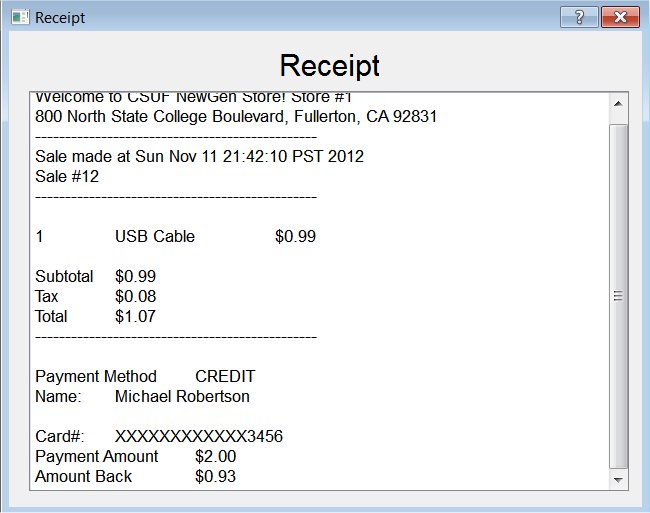 Receipt
Receipt
Welcome to CSUF NewGen Store! Store #1
800 North State College Boulevard, Fullerton, CA 92831
-----------------------------------------------
Sale made at Sun Nov 11 21:42:10 PST 2012
Sale #12
-----------------------------------------------
1 USB Cable $0.99
Subtotal $0.99
Tax $0.08
Total $1.07
-----------------------------------------------
Payment Method CREDIT
Name: Michael Robertson
Card#: XXXXXXXXXXXX3456
Payment Amount $2.00
Amount Back $0.93